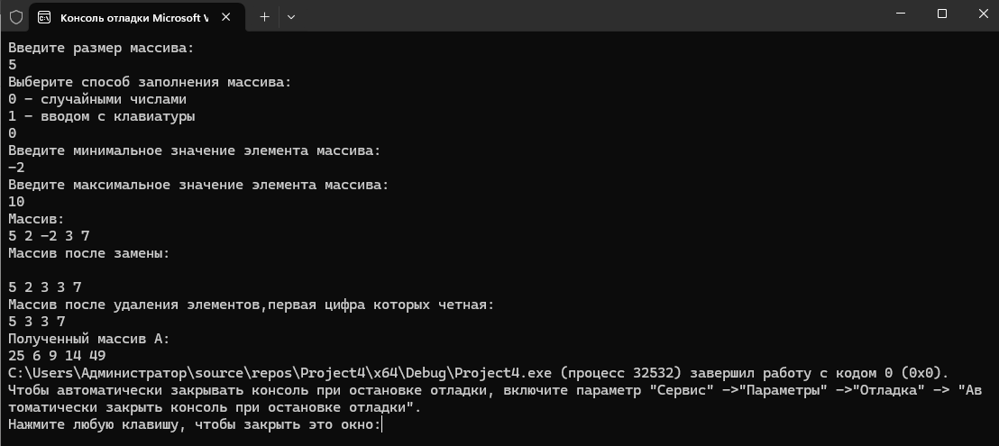 Консоль отладки Microsoft V
Введите размер массива:
5
Выберите способ заполнения массива:
0 - случайными числами
1 - вводом с клавиатуры
0
Введите минимальное значение элемента массива:
-2
Введите максимальное значение элемента массива:
10
Массив:
5 2 -2 3 7
Массив после замены:
5 2 3 3 7
Массив после удаления элементов,первая цифра которых четная:
5 3 3 7
Полученный массив А:
25 6 9 14 49
C:\Users\Администратор\source\repos\Project4\x64\Debug\Project4.exe (процесс 32532) завершил работу с кодом 0 (0x0).
Чтобы автоматически закрывать консоль при остановке отладки, включите параметр "Сервис" ->"Параметры" ->"Отладка" -> "Ав
томатически закрыть консоль при остановке отладки".
Нажмите любую клавишу, чтобы закрыть это окно: